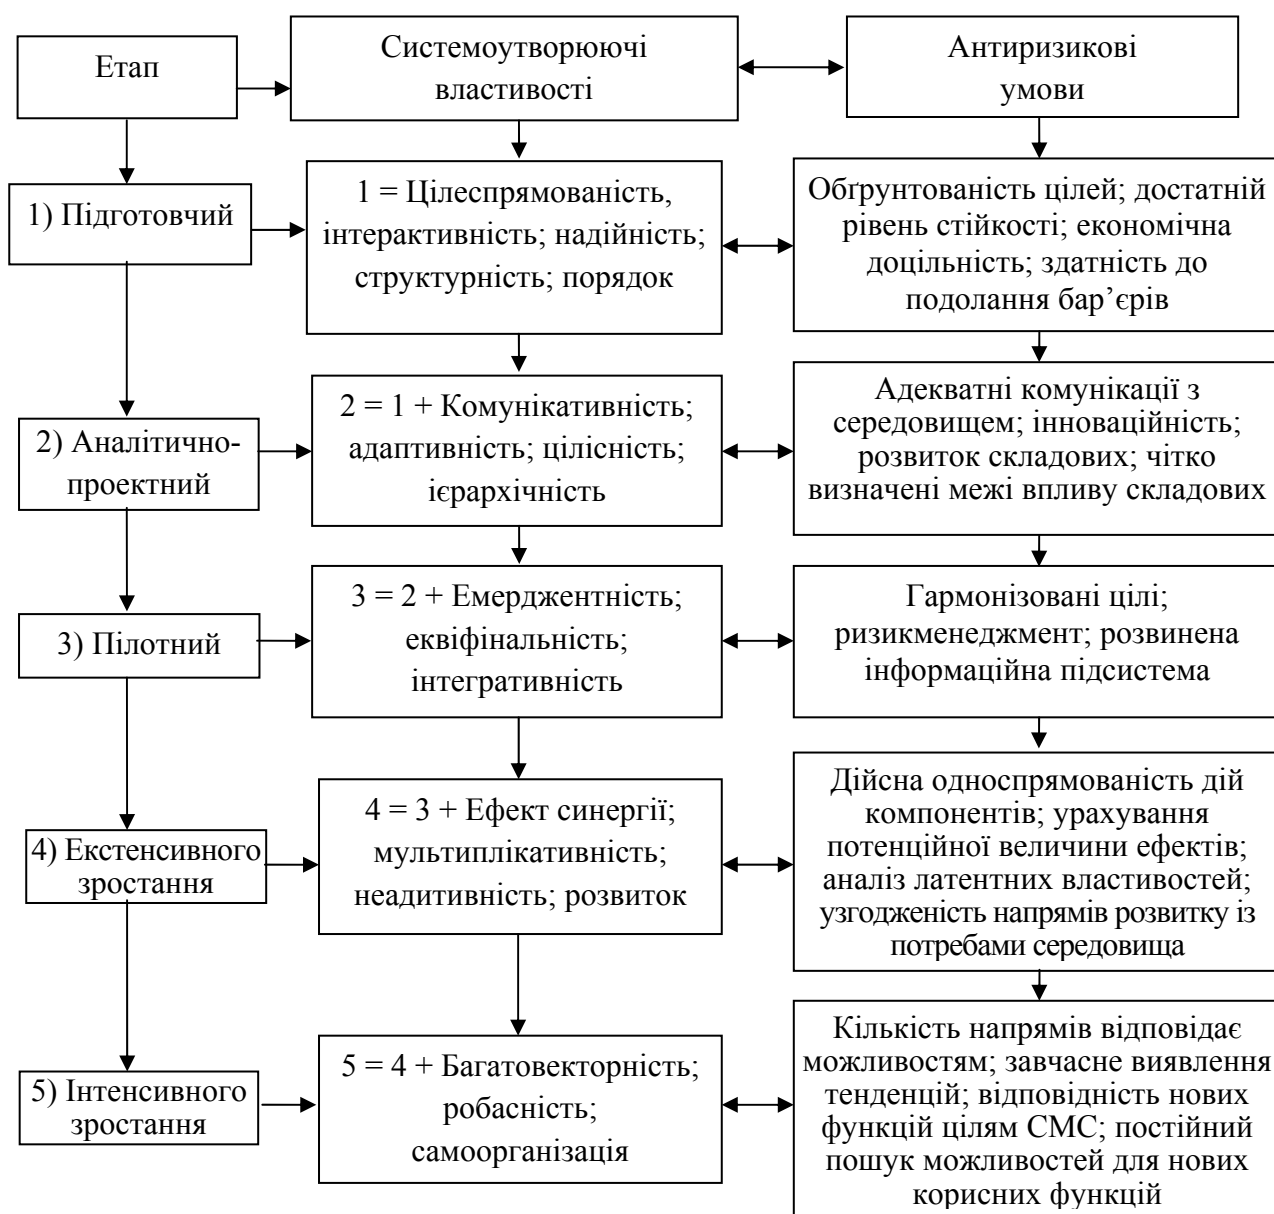 Етап
Системоутворюючі
властивості
Антиризикові
умови
1) Підготовчий
1 = Цілеспрямованість,
інтерактивність; надійність;
структурність; порядок
Обґрунтованість цілей; достатній
рівень стійкості; економічна
доцільність; здатність до
подолання бар’єрів
2) Аналітично-
проектний
2 = 1 + Комунікативність;
адаптивність; цілісність;
ієрархічність
Адекватні комунікації з
середовищем; інноваційність;
розвиток складових; чітко
визначені межі впливу складових
3) Пілотний
3 = 2 + Емерджентність;
еквіфінальність;
інтегративність
Гармонізовані цілі;
ризикменеджмент; розвинена
інформаційна підсистема
4) Екстенсивного
зростання
4 = 3 + Ефект синергії;
мультиплікативність;
неадитивність; розвиток
Дійсна односпрямованість дій
компонентів; урахування
потенційної величини ефектів;
аналіз латентних властивостей;
узгодженість напрямів розвитку із
потребами середовища
5) Інтенсивного
зростання
5 = 4 + Багатовекторність;
робасність;
самоорганізація
Кількість напрямів відповідає
можливостям; завчасне виявлення
тенденцій; відповідність нових
функцій цілям СМС; постійний
пошук можливостей для нових
корисних функцій